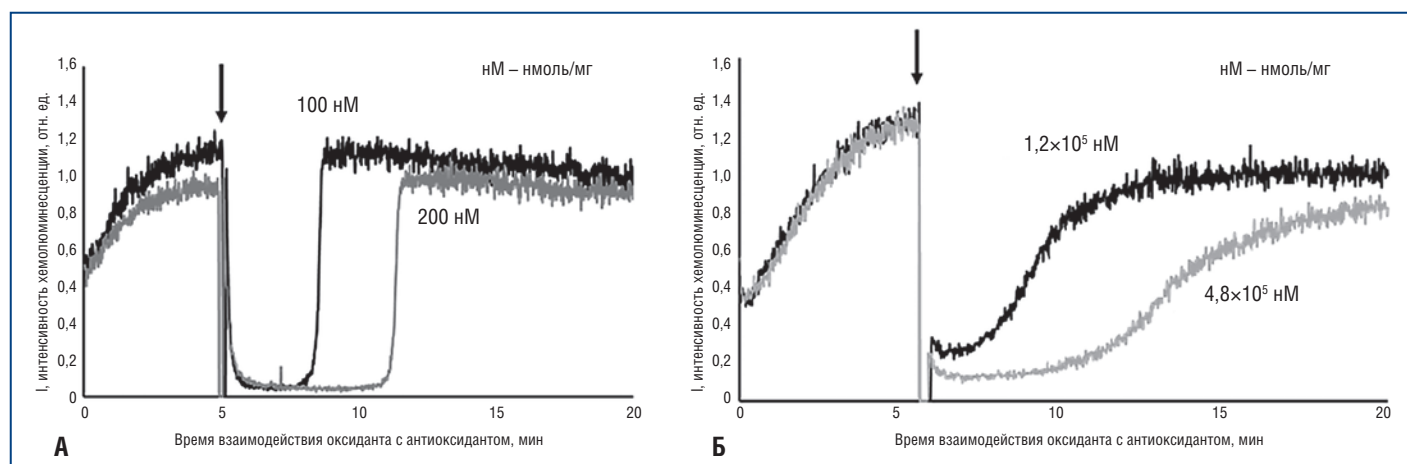 I, интенсивность хемолюминесценции, отн. ед.
1,6
1,4
1,2
1,0
0,8
0,6
0,4
0,2
0
нМ – нмоль/мг
100 нМ
200 нМ
0 5 10 15 20
Время взаимодействия оксиданта с антиоксидантом, мин
А
I, интенсивность хемолюминесценции, отн. ед.
1,6
1,4
1,2
1,0
0,8
0,6
0,4
0,2
0
нМ – нмоль/мг
1,2×10⁵ нМ
4,8×10⁵ нМ
0 5 10 15 20
Время взаимодействия оксиданта с антиоксидантом, мин
Б